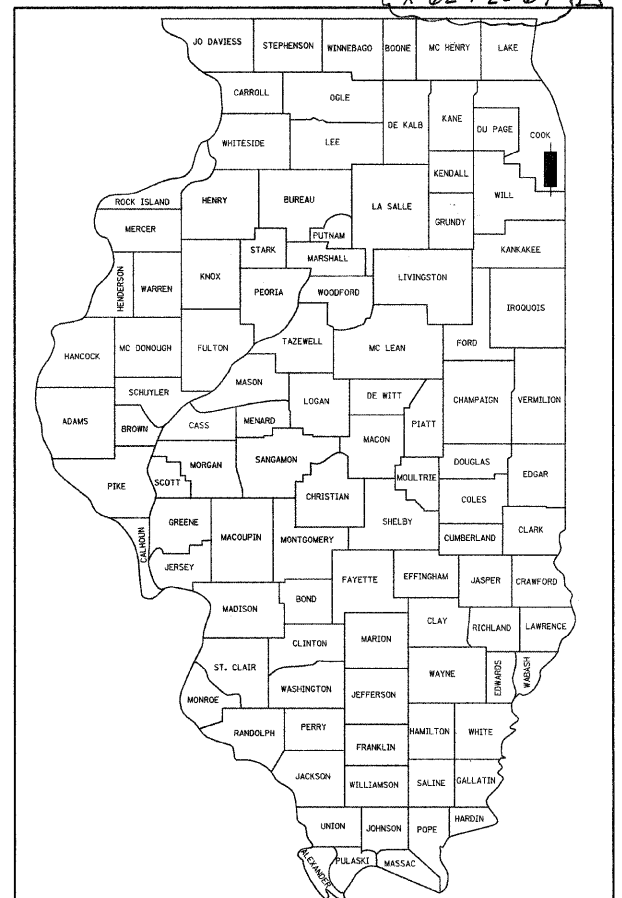 JO DAVIESS STEPHENSON WINNEBAGO BOONE MC HENRY LAKE
CARROLL OGLE
DE KALB KANE DU PAGE COOK
WHITESIDE LEE
KENDALL
ROCK ISLAND HENRY BUREAU LA SALLE WILL
MERCER GRUNDY
PUTNAM
STARK MARSHALL KANKAKEE
HENDERSON WARREN KNOX PEORIA WOODFORD LIVINGSTON
IROQUOIS
HANCOCK MC DONOUGH FULTON TAZEWELL MC LEAN FORD
MASON
SCHUYLER LOGAN DE WITT CHAMPAIGN VERMILION
ADAMS BROWN CASS MENARD MACON PIATT
MORGAN SANGAMON DOUGLAS
PIKE SCOTT CHRISTIAN MOULTRIE COLES EDGAR
GREENE SHELBY
CALHOUN MACOUPIN MONTGOMERY CUMBERLAND CLARK
JERSEY
FAYETTE EFFINGHAM JASPER CRAWFORD
MADISON BOND
CLAY RICHLAND LAWRENCE
CLINTON MARION
ST. CLAIR WAYNE EDWARDS WABASH
MONROE WASHINGTON JEFFERSON
RANDOLPH PERRY HAMILTON WHITE
FRANKLIN
JACKSON WILLIAMSON SALINE GALLATIN
UNION JOHNSON POPE HARDIN
ALEXANDER PULASKI MASSAC